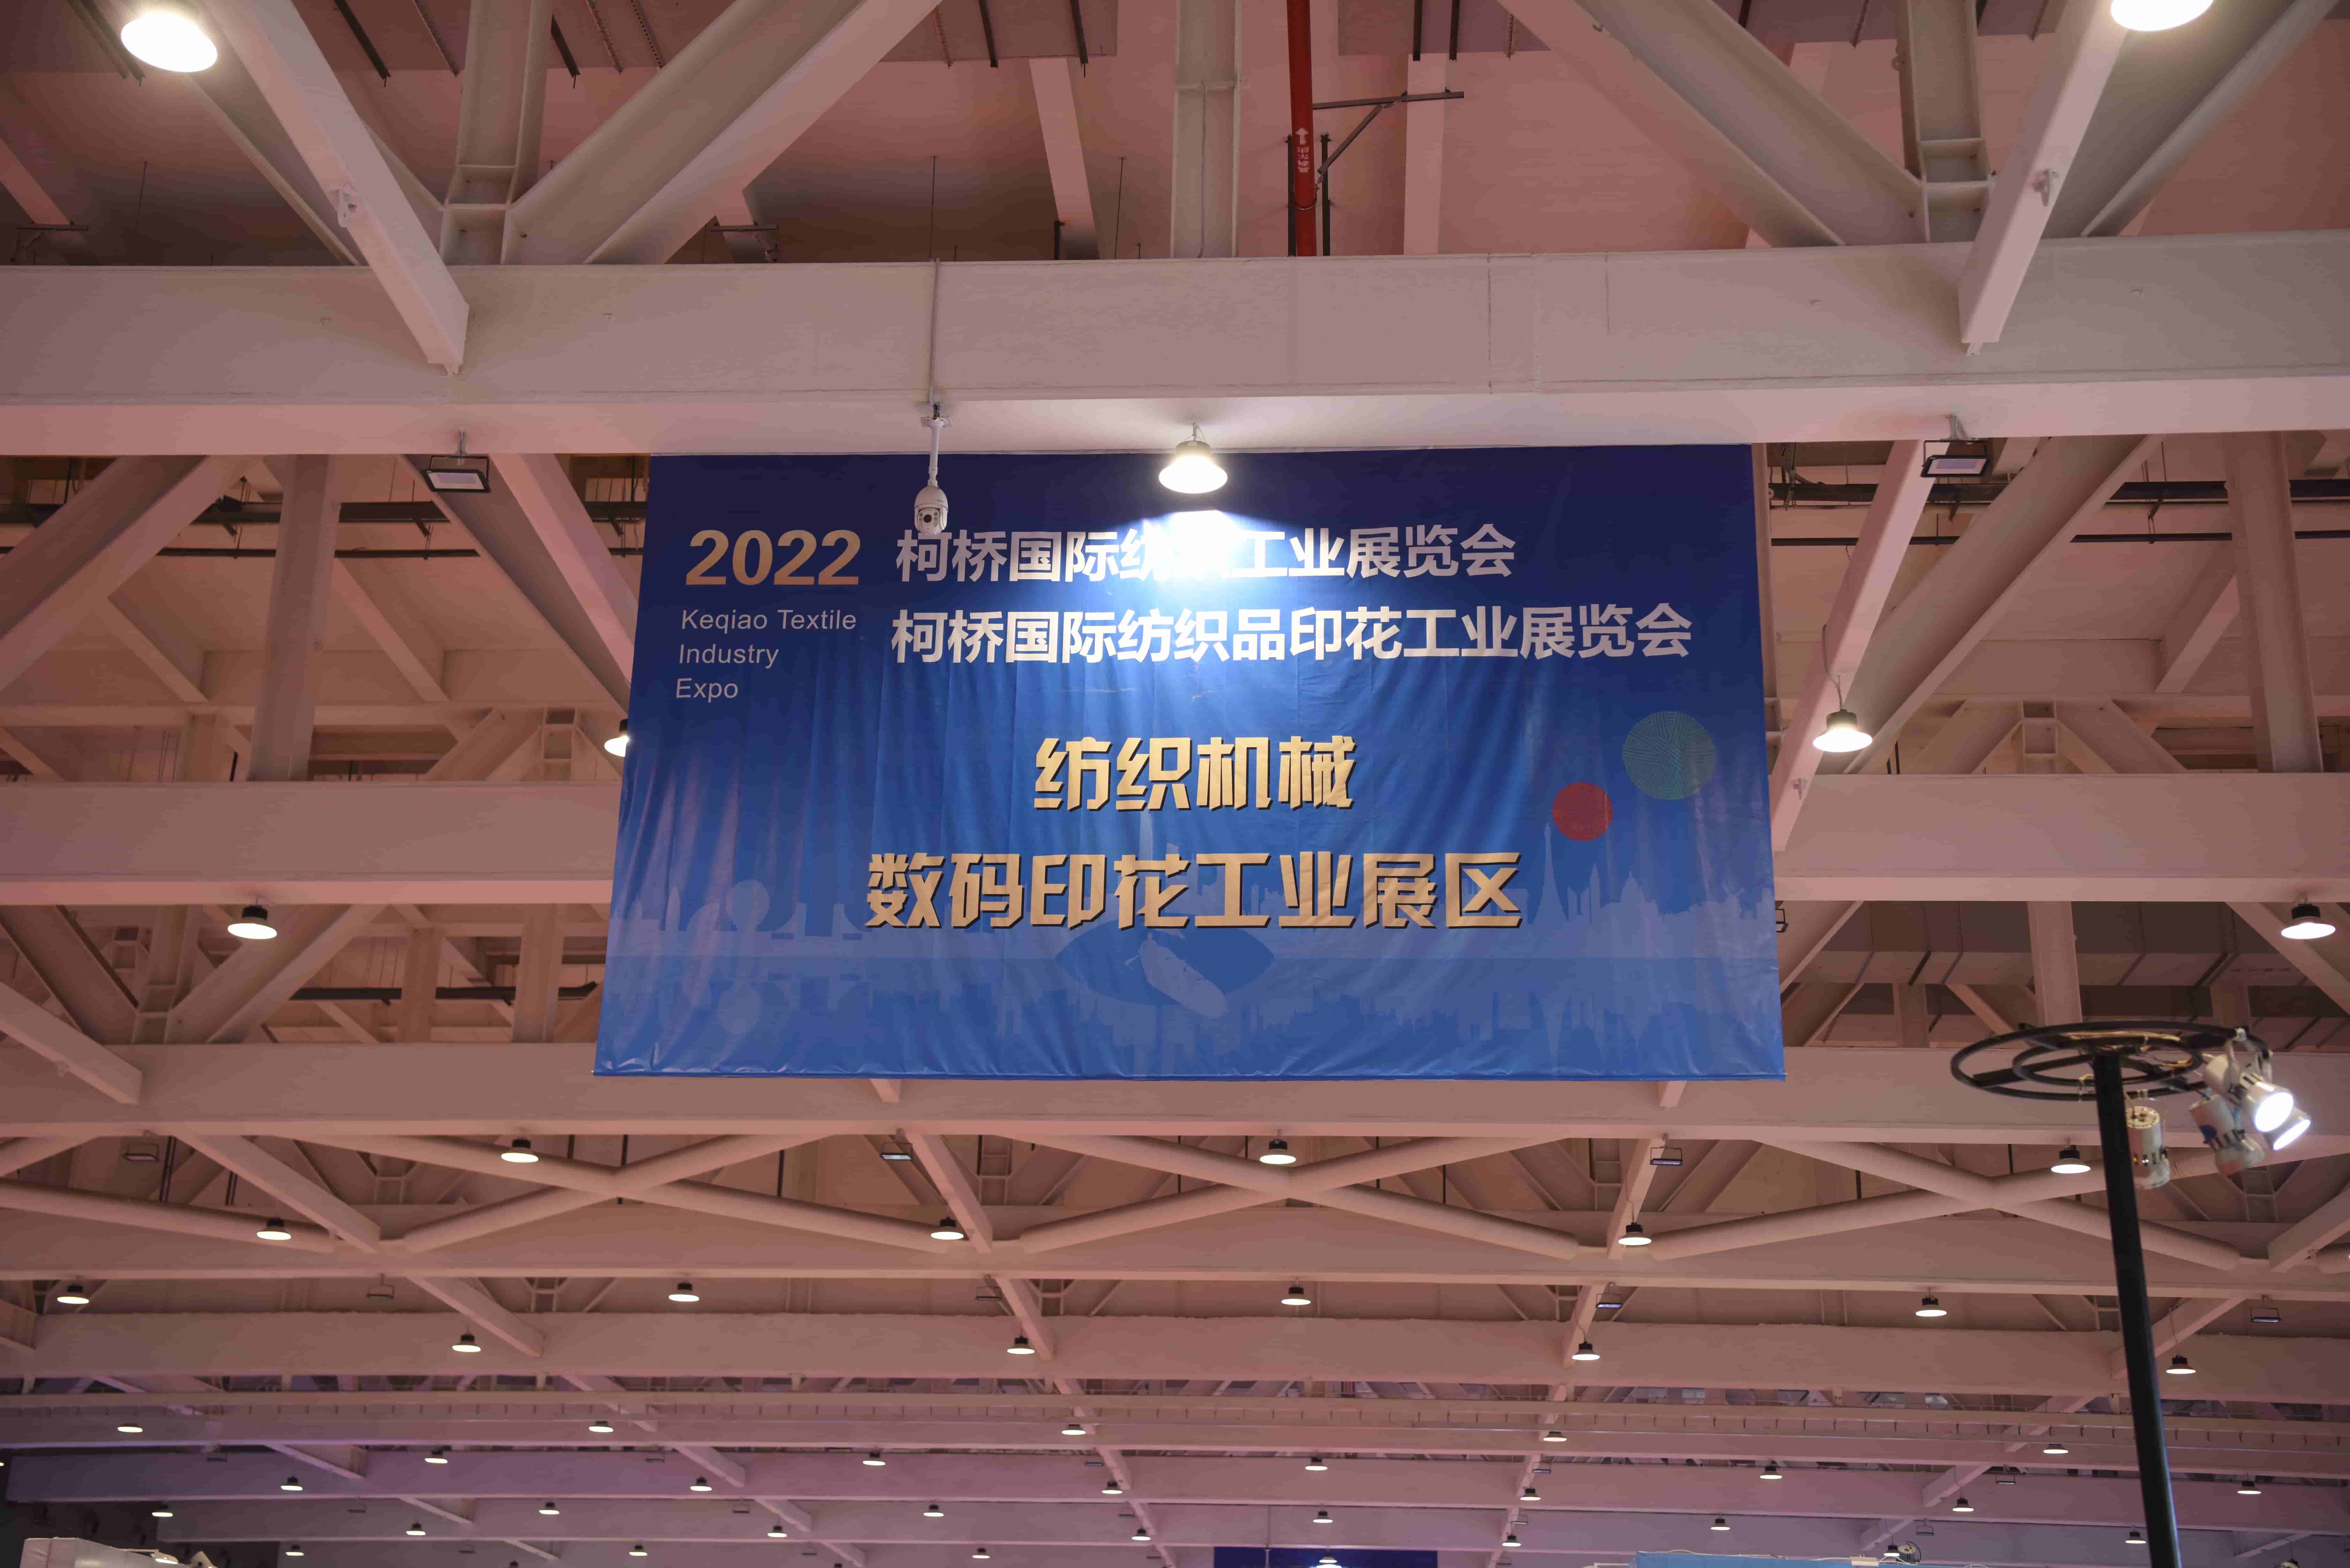 2022
柯桥国际纺织工业展览会
柯桥国际纺织品印花工业展览会
Keqiao Textile
Industry
Expo
纺织机械
数码印花工业展区